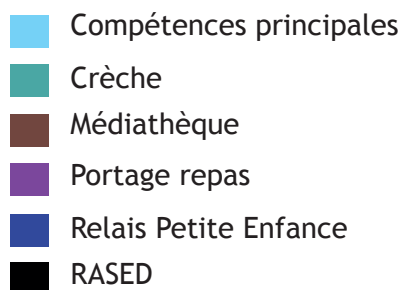 Compétences principales
Crèche
Médiathèque
Portage repas
Relais Petite Enfance
RASED